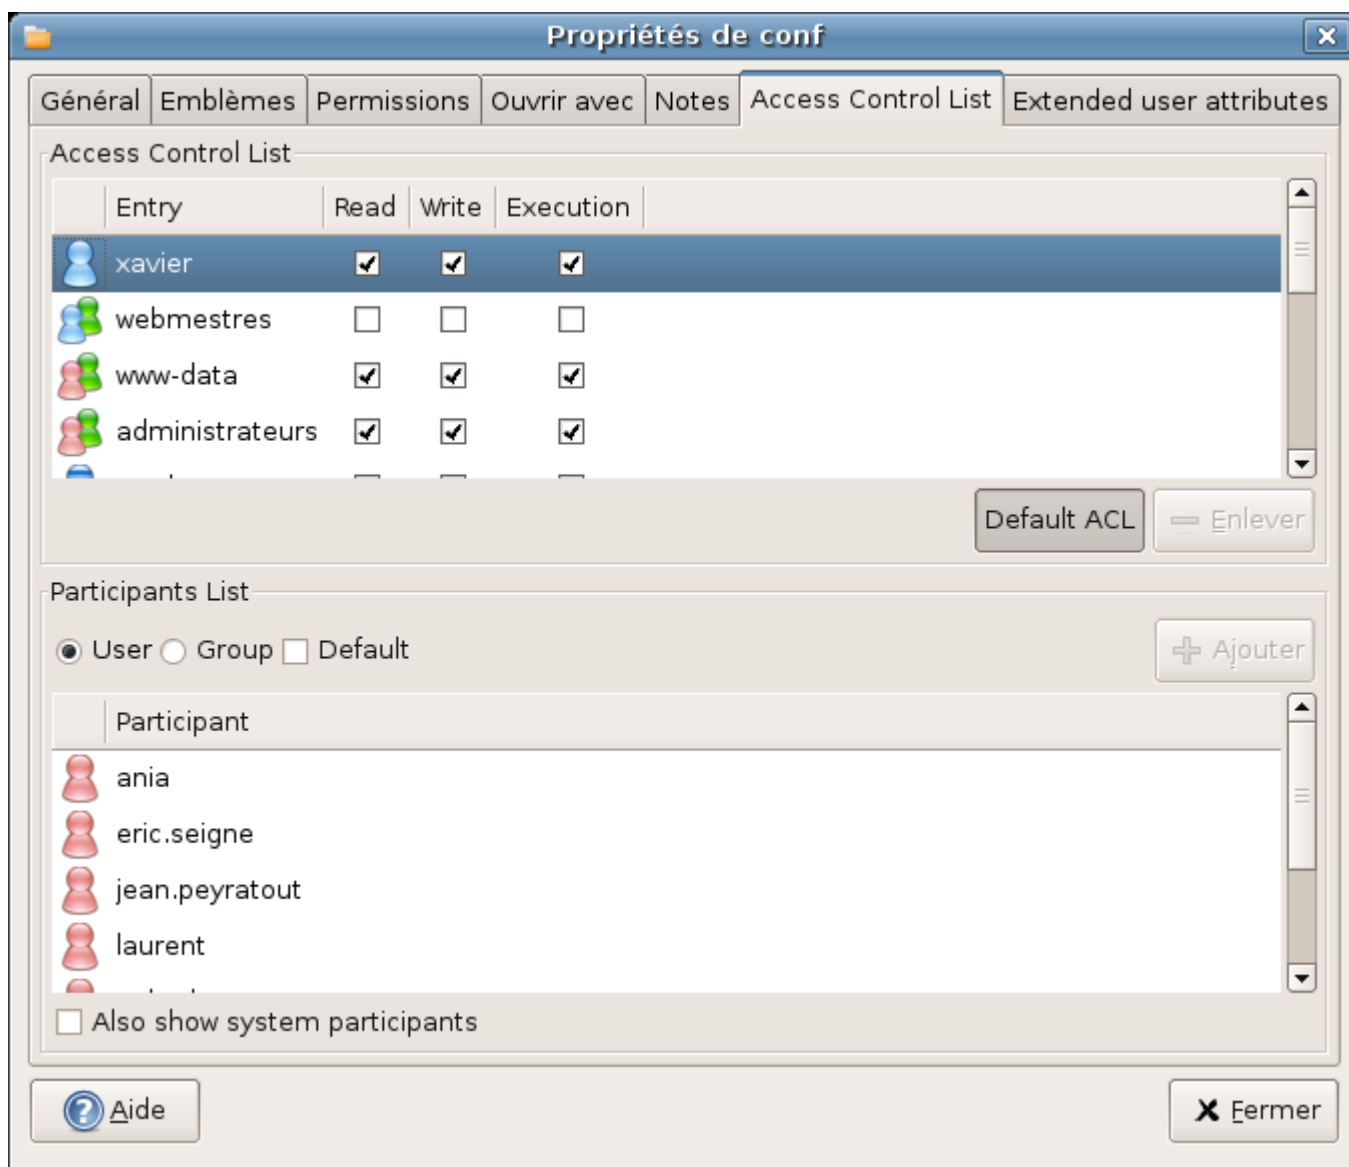 Propriétés de conf
Général Emblèmes Permissions Ouvrir avec Notes Access Control List Extended user attributes
Access Control List
Entry Read Write Execution
xavier
webmestres
www-data
administrateurs
Default ACL Enlever
Participants List
User Group Default Ajouter
Participant
ania
eric.seigne
jean.peyratout
laurent
Also show system participants
Aide Fermer